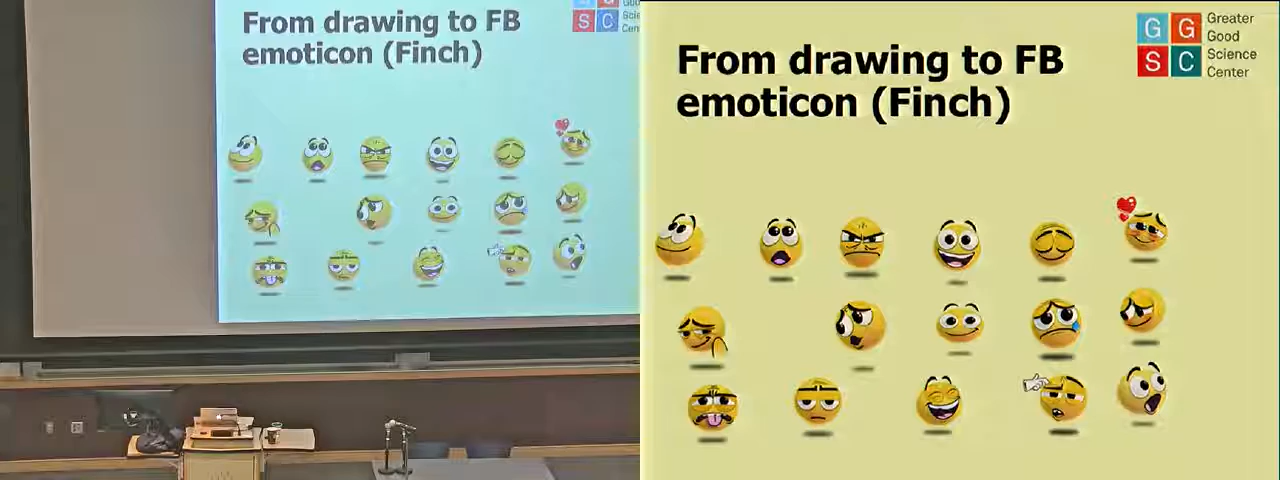 From drawing to FB
emoticon (Finch)
G G
S C
From drawing to FB
emoticon (Finch)
G G
S C
Greater
Good
Science
Center